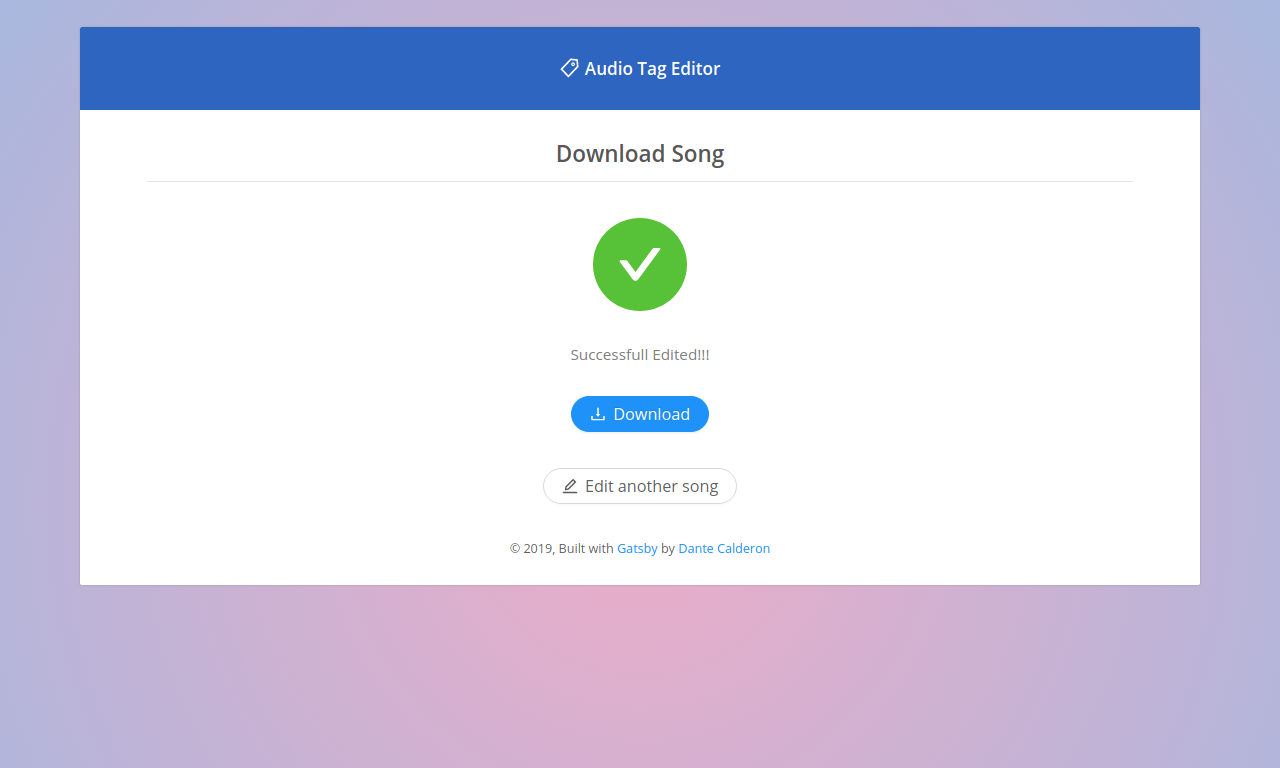 Audio Tag Editor
Download Song
Successfull Edited!!!
Download
Edit another song
© 2019, Built with Gatsby by Dante Calderon